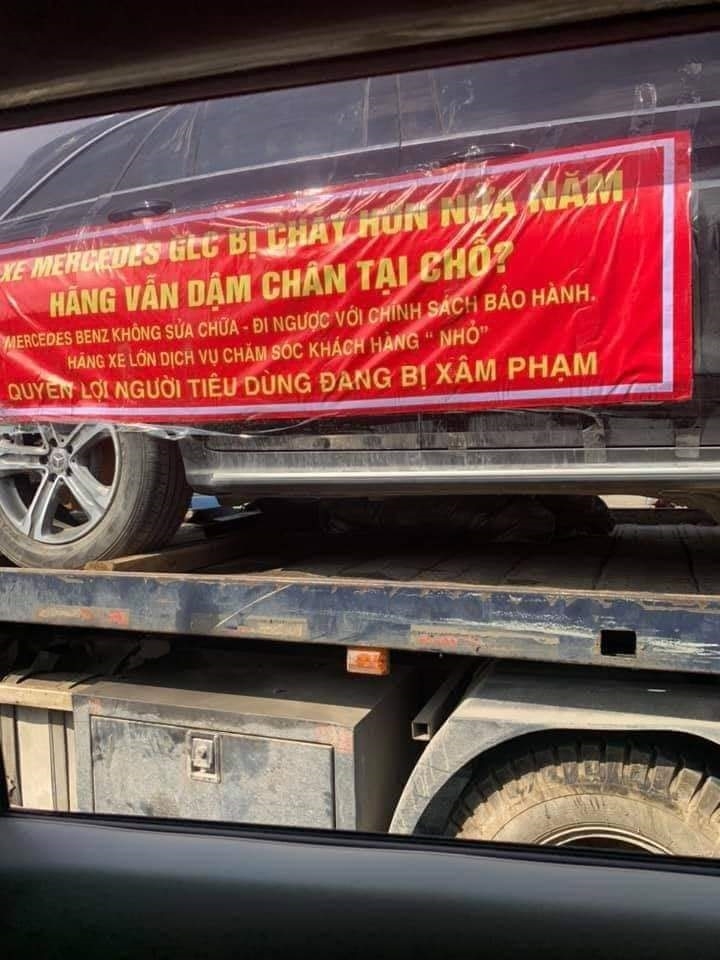 XE MERCEDES GLC BỊ CHÁY HƠN NỬA NĂM
HÃNG VẪN DẬM CHÂN TẠI CHỖ?
MERCEDES BENZ KHÔNG SỬA CHỮA - ĐI NGƯỢC VỚI CHÍNH SÁCH BẢO HÀNH.
HÃNG XE LỚN DỊCH VỤ CHĂM SÓC KHÁCH HÀNG " NHỎ"
QUYỀN LỢI NGƯỜI TIÊU DÙNG ĐANG BỊ XÂM PHẠM